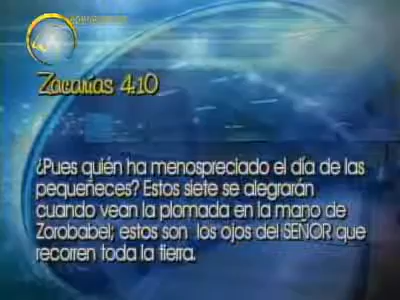 Zacarías 4:10
¿Pues quién ha menospreciado el día de las
pequeñeces? Estos siete se alegrarán
cuando vean la plomada en la mano de
Zorobabel; estos son los ojos del SEÑOR que
recorren toda la tierra.